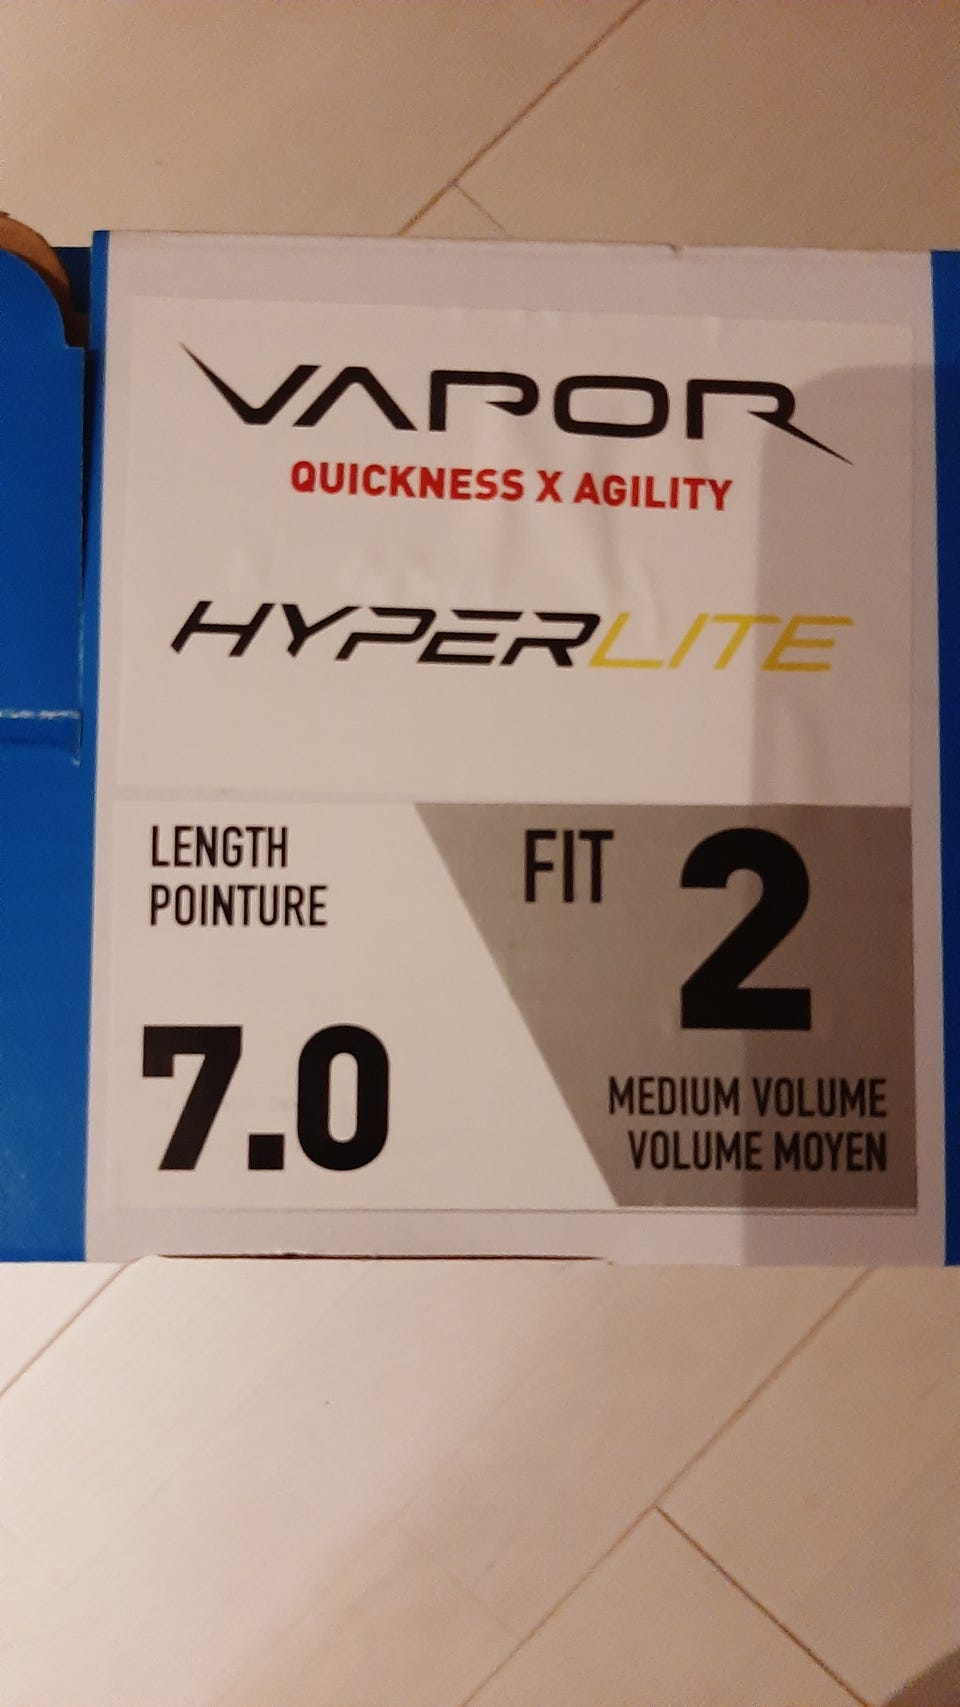 VAPOR
QUICKNESS X AGILITY
HYPERLITE
LENGTH
POINTURE
7.0
FIT 2
MEDIUM VOLUME
VOLUME MOYEN